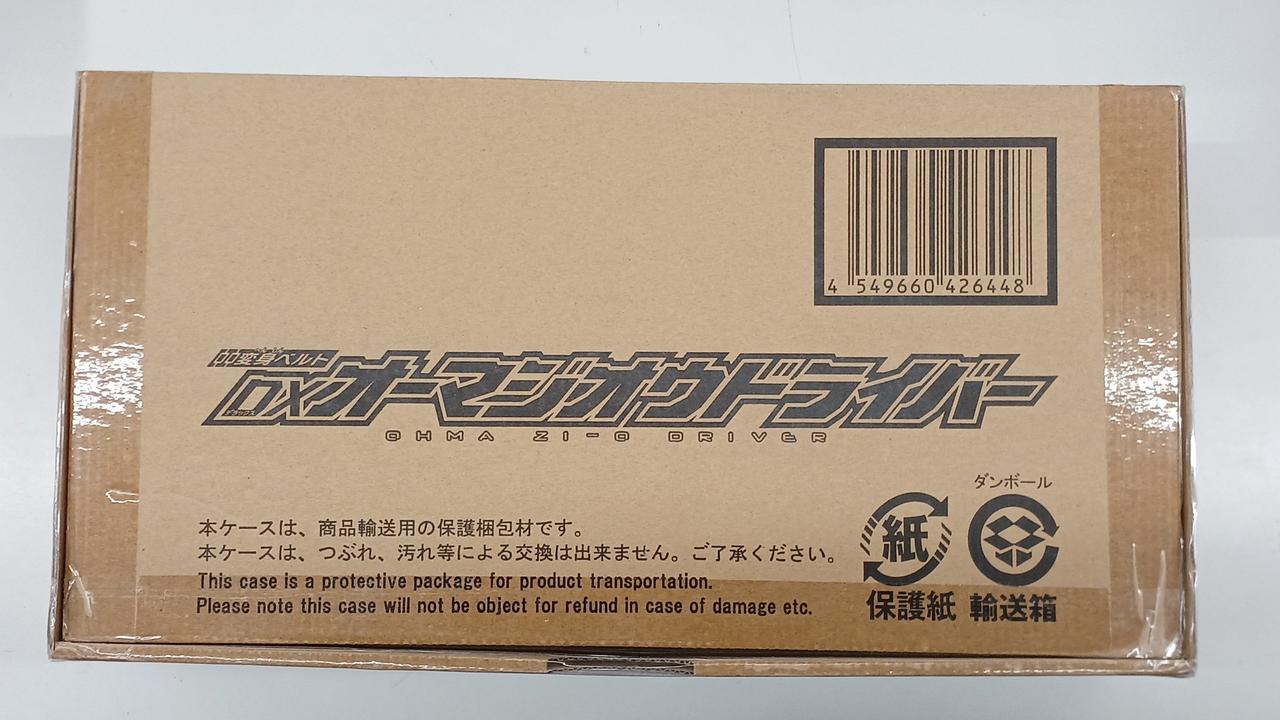 4 549660 426448
変身ベルト
DXオーマジオウドライバー
デラックス
OHMA ZI-O DRIVER
ダンボール
紙
本ケースは、商品輸送用の保護梱包材です。
本ケースは、つぶれ、汚れ等による交換は出来ません。ご了承ください。
This case is a protective package for product transportation.
Please note this case will not be object for refund in case of damage etc.
保護紙 輸送箱